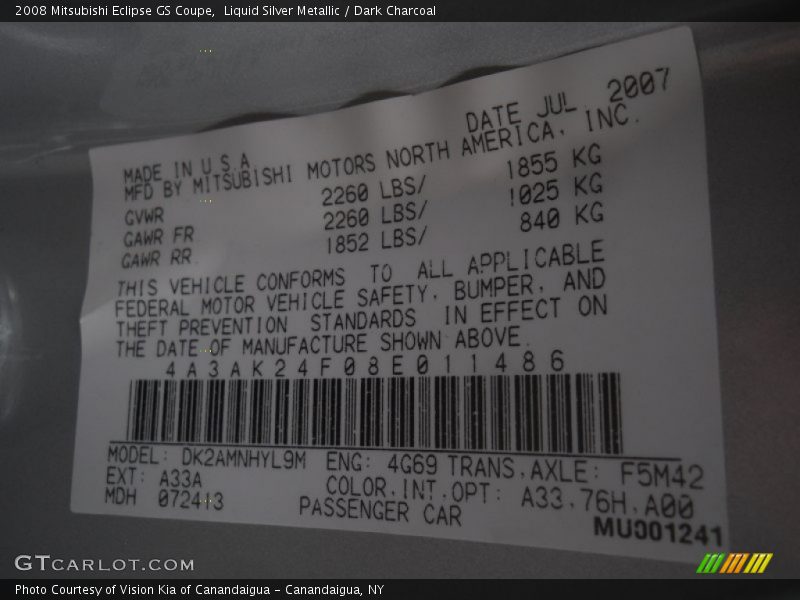 2008 Mitsubishi Eclipse GS Coupe,  Liquid Silver Metallic / Dark Charcoal
DATE JUL 2007
MADE IN U.S.A.
MFD BY MITSUBISHI MOTORS NORTH AMERICA, INC.
GVWR 2260 LBS/ 1855 KG
GAWR FR 2260 LBS/ 1025 KG
GAWR RR 1852 LBS/ 840 KG
THIS VEHICLE CONFORMS TO ALL APPLICABLE
FEDERAL MOTOR VEHICLE SAFETY, BUMPER, AND
THEFT PREVENTION STANDARDS IN EFFECT ON
THE DATE OF MANUFACTURE SHOWN ABOVE.
4A3AK24F08E011486
MODEL: DK2AMNHYL9M ENG: 4G69 TRANS,AXLE: F5M42
EXT: A33A COLOR,INT,OPT: A33,76H,A00
MDH 072413 PASSENGER CAR
MU001241
GTCARLOT.COM
Photo Courtesy of Vision Kia of Canandaigua - Canandaigua, NY